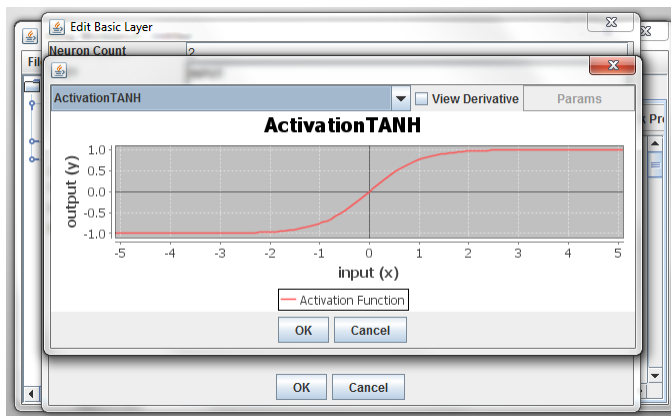 Edit Basic Layer
Neuron Count 2
Fil
ActivationTANH View Derivative Params
k Pr
ActivationTANH
output (y)
1.0
0.5
0.0
-0.5
-1.0
-5 -4 -3 -2 -1 0 1 2 3 4 5
input (x)
Activation Function
OK Cancel
OK Cancel